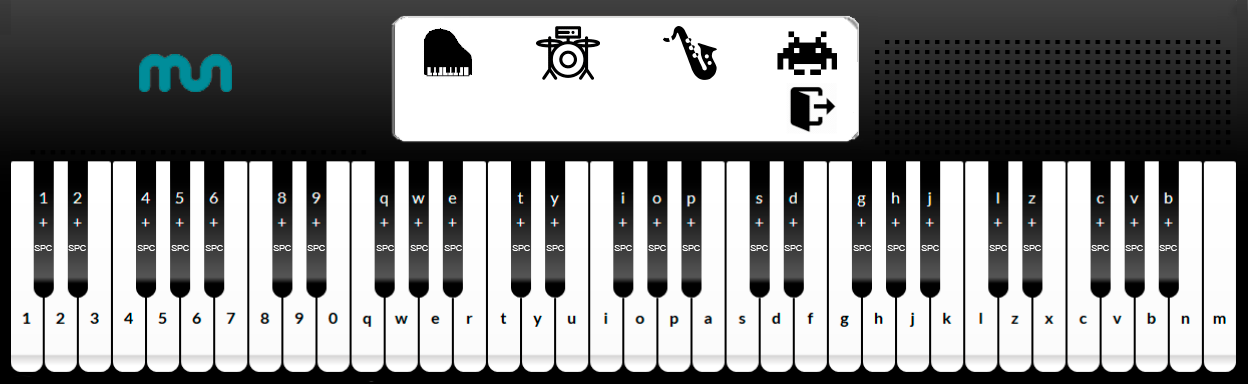 mun
1 2 4 5 6 8 9 q w e t y i o p s d g h j l z c v b
+ + + + + + + + + + + + + + + + + + + + + + + + +
SPC SPC SPC SPC SPC SPC SPC SPC SPC SPC SPC SPC SPC SPC SPC SPC SPC SPC SPC SPC SPC SPC SPC SPC SPC
1 2 3 4 5 6 7 8 9 0 q w e r t y u i o p a s d f g h j k l z x c v b n m